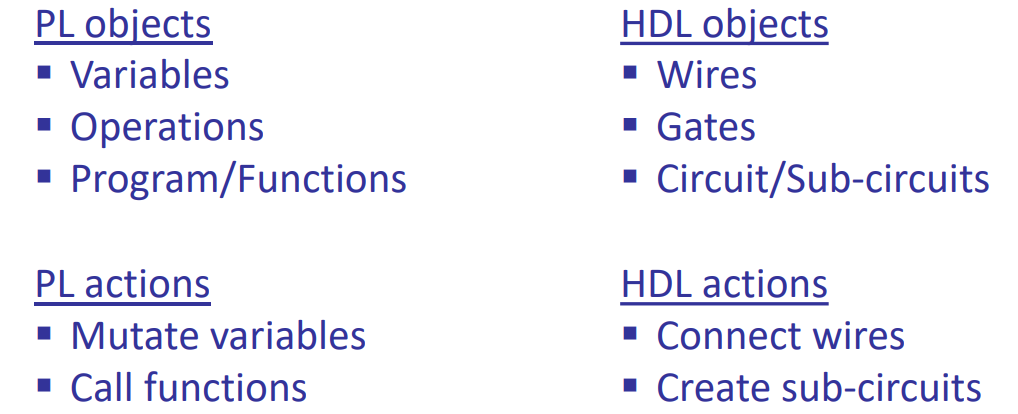 PL objects
▪ Variables
▪ Operations
▪ Program/Functions
PL actions
▪ Mutate variables
▪ Call functions
HDL objects
▪ Wires
▪ Gates
▪ Circuit/Sub-circuits
HDL actions
▪ Connect wires
▪ Create sub-circuits